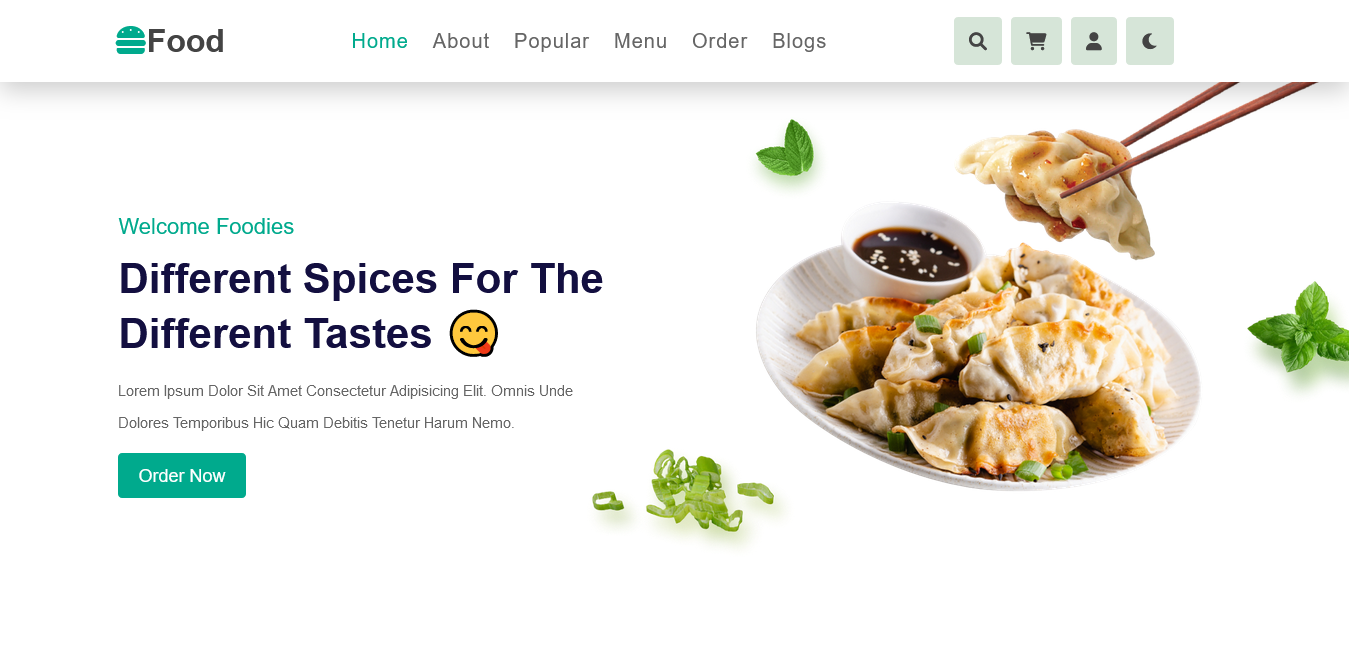 Food
Home About Popular Menu Order Blogs
Welcome Foodies
Different Spices For The
Different Tastes 😋
Lorem Ipsum Dolor Sit Amet Consectetur Adipisicing Elit. Omnis Unde
Dolores Temporibus Hic Quam Debitis Tenetur Harum Nemo.
Order Now